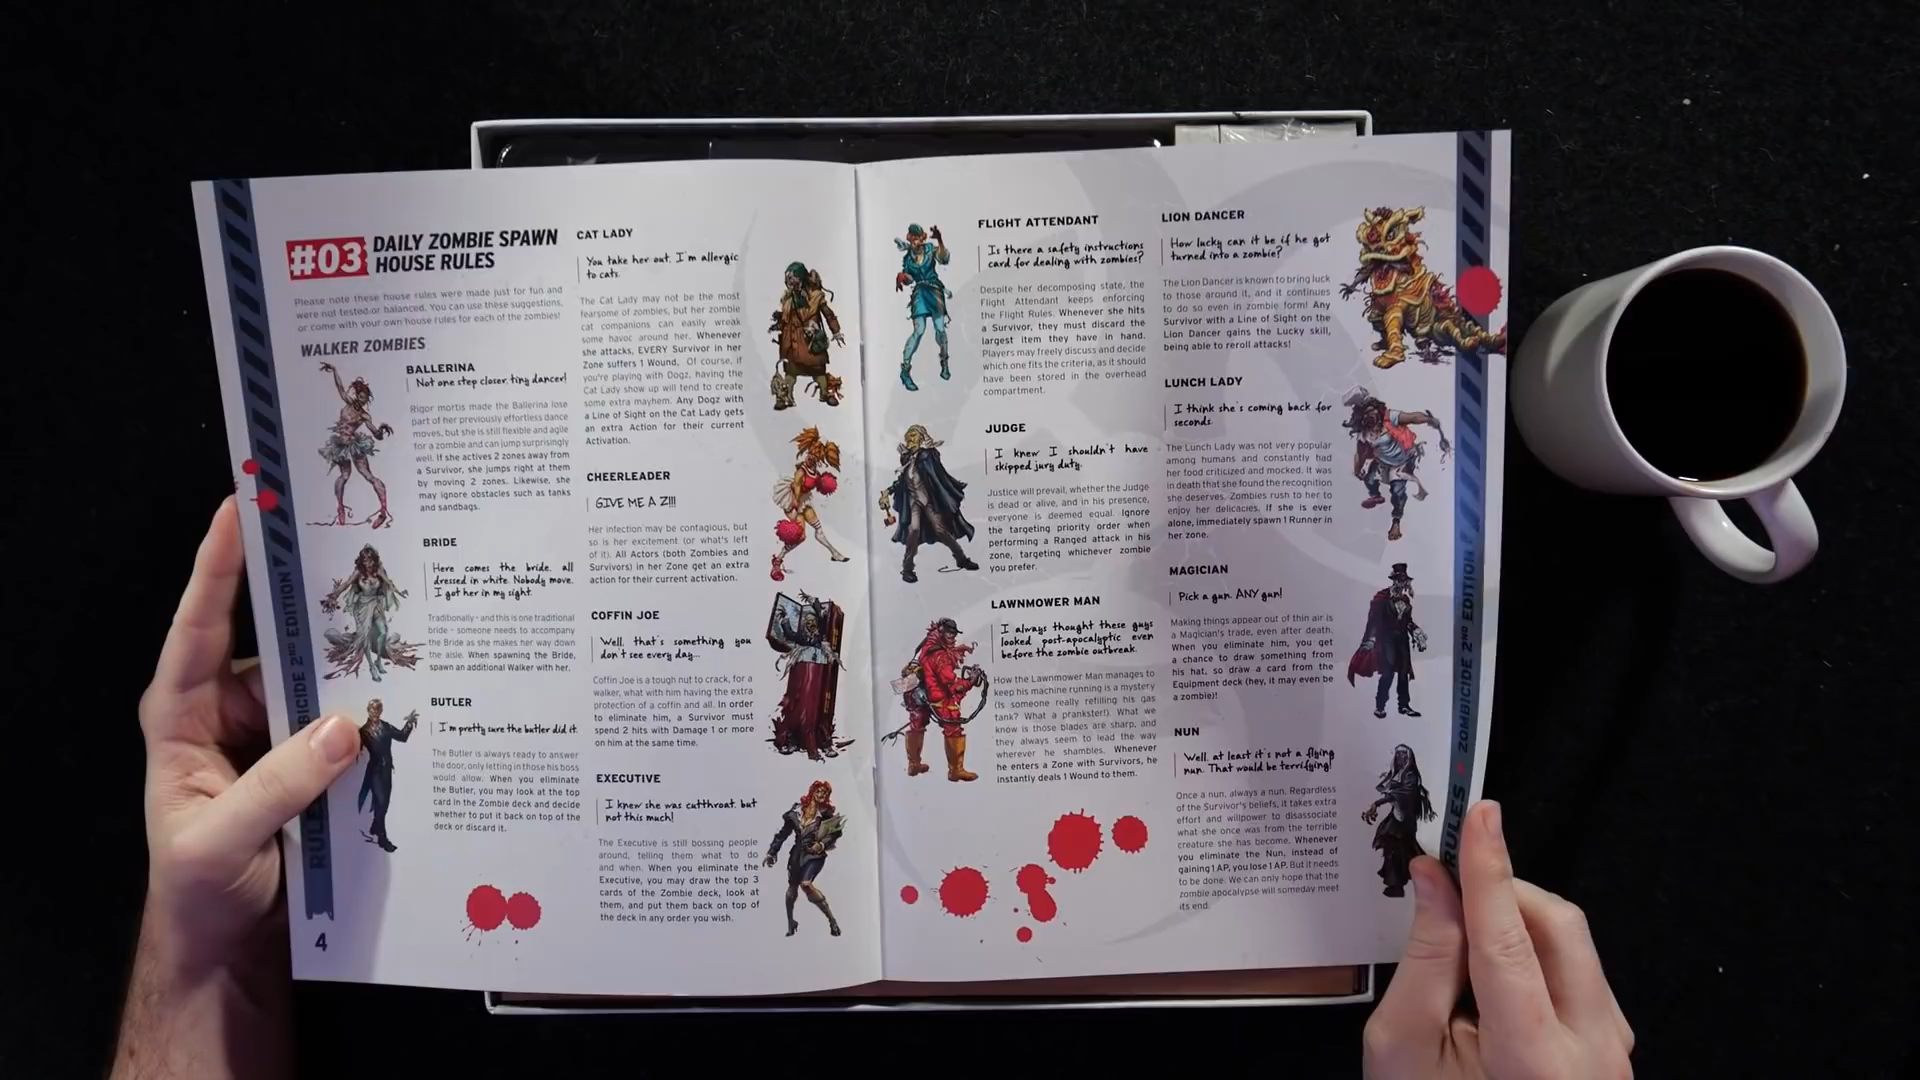 #03 DAILY ZOMBIE SPAWN
HOUSE RULES
Please note these house rules were made just for fun and
were not tested or balanced. You can use these suggestions,
or come with your own house rules for each of the zombies!
WALKER ZOMBIES
BALLERINA
Not one step closer, tiny dancer!
Rigor mortis made the Ballerina lose
part of her previously effortless dance
moves, but she is still flexible and agile
for a zombie and can jump surprisingly
well. If she actives 2 zones away from
a Survivor, she jumps right at them
by moving 2 zones. Likewise, she
may ignore obstacles such as tanks
and sandbags.
BRIDE
Here comes the bride, all
dressed in white. Nobody move.
I got her in my sight.
Traditionally - and this is one traditional
bride - someone needs to accompany
the Bride as she makes her way down
the aisle. When spawning the Bride,
spawn an additional Walker with her.
BUTLER
I'm pretty sure the butler did it.
The Butler is always ready to answer
the door, only letting in those his boss
would allow. When you eliminate
the Butler, you may look at the top
card in the Zombie deck and decide
whether to put it back on top of the
deck or discard it.
CAT LADY
You take her out. I'm allergic
to cats.
The Cat Lady may not be the most
fearsome of zombies, but her zombie
cat companions can easily wreak
some havoc around her. Whenever
she attacks, EVERY Survivor in her
Zone suffers 1 Wound. Of course, if
you're playing with Dogz, having the
Cat Lady show up will tend to create
some extra mayhem. Any Dogz with
a Line of Sight on the Cat Lady gets
an extra Action for their current
Activation.
CHEERLEADER
GIVE ME A Z!!!
Her infection may be contagious, but
so is her excitement (or what's left
of it). All Actors (both Zombies and
Survivors) in her Zone get an extra
action for their current activation.
COFFIN JOE
Well, that's something you
don't see every day...
Coffin Joe is a tough nut to crack, for a
walker, what with him having the extra
protection of a coffin and all. In order
to eliminate him, a Survivor must
spend 2 hits with Damage 1 or more
on him at the same time.
EXECUTIVE
I knew she was cutthroat, but
not this much!
The Executive is still bossing people
around, telling them what to do
and when. When you eliminate the
Executive, you may draw the top 3
cards of the Zombie deck, look at
them, and put them back on top of
the deck in any order you wish.
RULE
BICIDE 2ND EDITION
4
FLIGHT ATTENDANT
Is there a safety instructions
card for dealing with zombies?
Despite her decomposing state, the
Flight Attendant keeps enforcing
the Flight Rules. Whenever she hits
a Survivor, they must discard the
largest item they have in hand.
Players may freely discuss and decide
which one fits the criteria, as it should
have been stored in the overhead
compartment.
JUDGE
I knew I shouldn't have
skipped jury duty.
Justice will prevail, whether the Judge
is dead or alive, and in his presence,
everyone is deemed equal. Ignore
the targeting priority order when
performing a Ranged attack in his
zone, targeting whichever zombie
you prefer.
LAWNMOWER MAN
I always thought these guys
looked post-apocalyptic even
before the zombie outbreak.
How the Lawnmower Man manages to
keep his machine running is a mystery
(Is someone really refilling his gas
tank? What a prankster!). What we
know is those blades are sharp, and
they always seem to lead the way
wherever he shambles. Whenever
he enters a Zone with Survivors, he
instantly deals 1 Wound to them.
LION DANCER
How lucky can it be if he got
turned into a zombie?
The Lion Dancer is known to bring luck
to those around it, and it continues
to do so even in zombie form! Any
Survivor with a Line of Sight on the
Lion Dancer gains the Lucky skill,
being able to reroll attacks!
LUNCH LADY
I think she's coming back for
seconds.
The Lunch Lady was not very popular
among humans and constantly had
her food criticized and mocked. It was
in death that she found the recognition
she deserves. Zombies rush to her to
enjoy her delicacies. If she is ever
alone, immediately spawn 1 Runner in
her zone.
MAGICIAN
Pick a gun. ANY gun!
Making things appear out of thin air is
a Magician's trade, even after death.
When you eliminate him, you get
a chance to draw something from
his hat, so draw a card from the
Equipment deck (hey, it may even be
a zombie)!
NUN
Well, at least it's not a flying
nun. That would be terrifying!
Once a nun, always a nun. Regardless
of the Survivor's beliefs, it takes extra
effort and willpower to disassociate
what she once was from the terrible
creature she has become. Whenever
you eliminate the Nun, instead of
gaining 1 AP, you lose 1 AP. But it needs
to be done. We can only hope that the
zombie apocalypse will someday meet
its end.
RULES • ZOMBICIDE 2ND EDITION